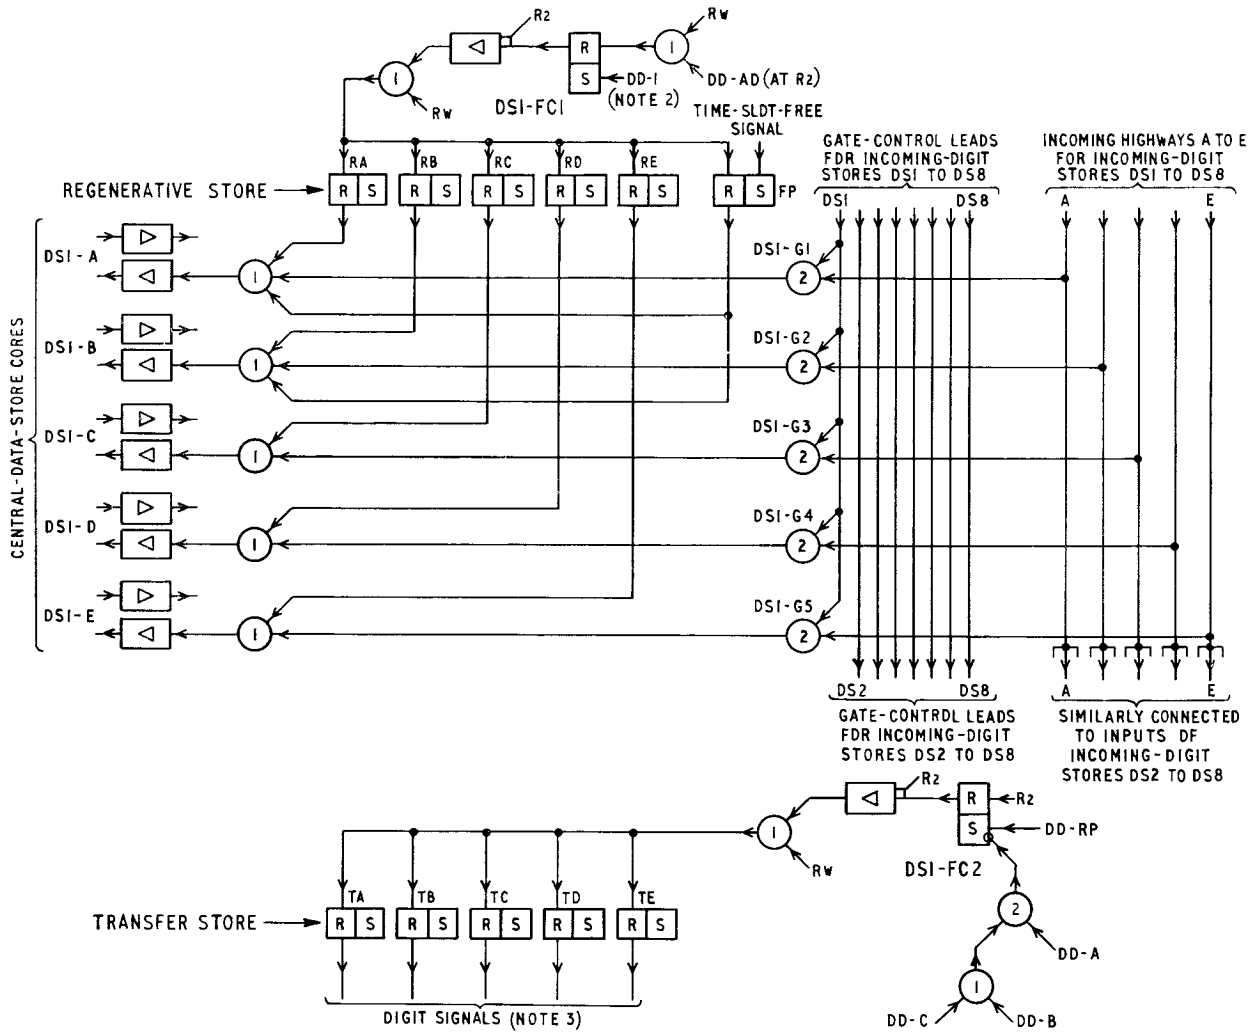 R2
RW
R
1
DD-AD (AT R2)
S
DD-1
(NOTE 2)
1
RW
DS1-FC1
TIME-SLOT-FREE
SIGNAL
GATE-CONTROL LEADS
FOR INCOMING-DIGIT
STORES DS1 TO DS8
INCOMING HIGHWAYS A TO E
FOR INCOMING-DIGIT
STORES DS1 TO DS8
RA
RB
RC
RD
RE
REGENERATIVE STORE
R S
R S
R S
R S
R S
R S
FP
DS1
DS8
A
E
CENTRAL-DATA-STORE CORES
DS1-A
1
DS1-G1
2
DS1-B
1
DS1-G2
2
DS1-C
1
DS1-G3
2
DS1-D
1
DS1-G4
2
DS1-E
1
DS1-G5
2
DS2
DS8
A
E
GATE-CONTROL LEADS
FOR INCOMING-DIGIT
STORES DS2 TO DS8
SIMILARLY CONNECTED
TO INPUTS OF
INCOMING-DIGIT
STORES DS2 TO DS8
R2
R
R2
S
DD-RP
1
RW
DS1-FC2
TA
TB
TC
TD
TE
TRANSFER STORE
R S
R S
R S
R S
R S
2
DD-A
1
DD-C
DD-B
DIGIT SIGNALS (NOTE 3)